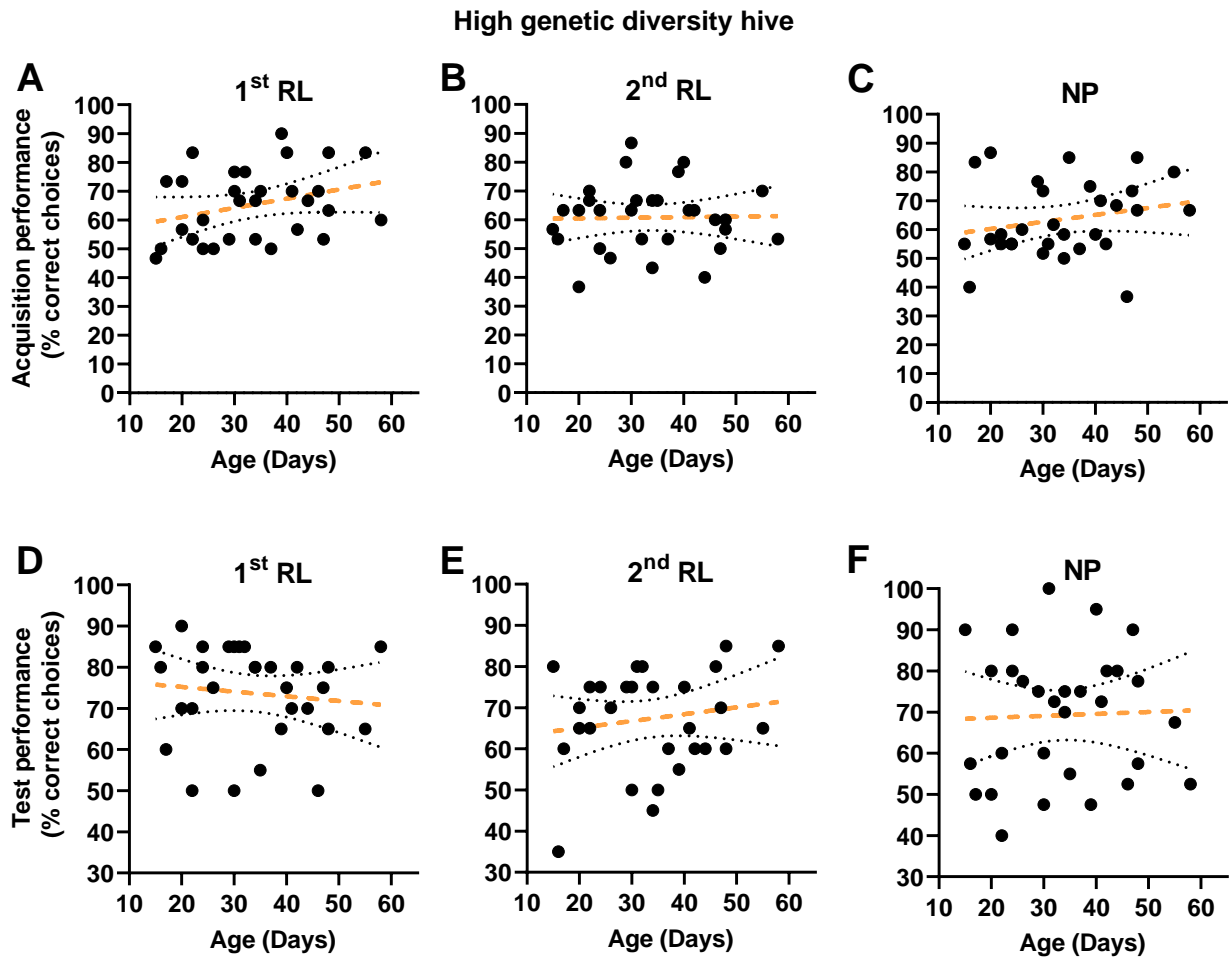 High genetic diversity hive
A
1st RL
B
2nd RL
C
NP
Acquisition performance
(% correct choices)
100
90
80
70
60
50
40
30
20
10
0
10 20 30 40 50 60
Age (Days)
100
90
80
70
60
50
40
30
20
10
0
10 20 30 40 50 60
Age (Days)
100
90
80
70
60
50
40
30
20
10
0
10 20 30 40 50 60
Age (Days)
D
1st RL
E
2nd RL
F
NP
Test performance
(% correct choices)
100
90
80
70
60
50
40
30
10 20 30 40 50 60
Age (Days)
100
90
80
70
60
50
40
30
10 20 30 40 50 60
Age (Days)
100
90
80
70
60
50
40
30
10 20 30 40 50 60
Age (Days)